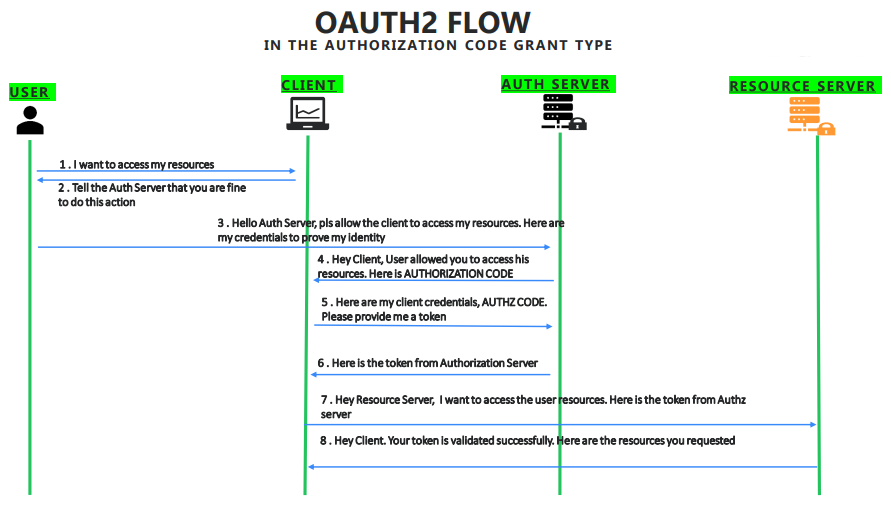 OAUTH2 FLOW
IN THE AUTHORIZATION CODE GRANT TYPE
USER
CLIENT
AUTH SERVER
RESOURCE SERVER
1 . I want to access my resources
2 . Tell the Auth Server that you are fine
to do this action
3 . Hello Auth Server, pls allow the client to access my resources. Here are
my credentials to prove my identity
4 . Hey Client, User allowed you to access his
resources. Here is AUTHORIZATION CODE
5 . Here are my client credentials, AUTHZ CODE.
Please provide me a token
6 . Here is the token from Authorization Server
7 . Hey Resource Server, I want to access the user resources. Here is the token from Authz
server
8 . Hey Client. Your token is validated successfully. Here are the resources you requested